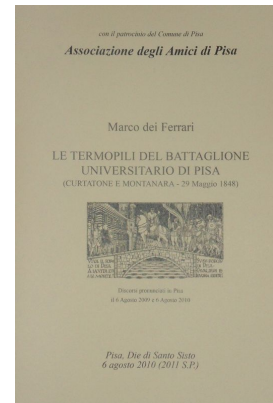 con il patrocinio del Comune di Pisa
Associazione degli Amici di Pisa
Marco dei Ferrari
LE TERMOPILI DEL BATTAGLIONE
UNIVERSITARIO DI PISA
(CURTATONE E MONTANARA - 29 Maggio 1848)
Discorsi pronunciati in Pisa
il 6 Agosto 2009 e 6 Agosto 2010
Pisa, Die di Santo Sisto
6 agosto 2010 (2011 S.P.)